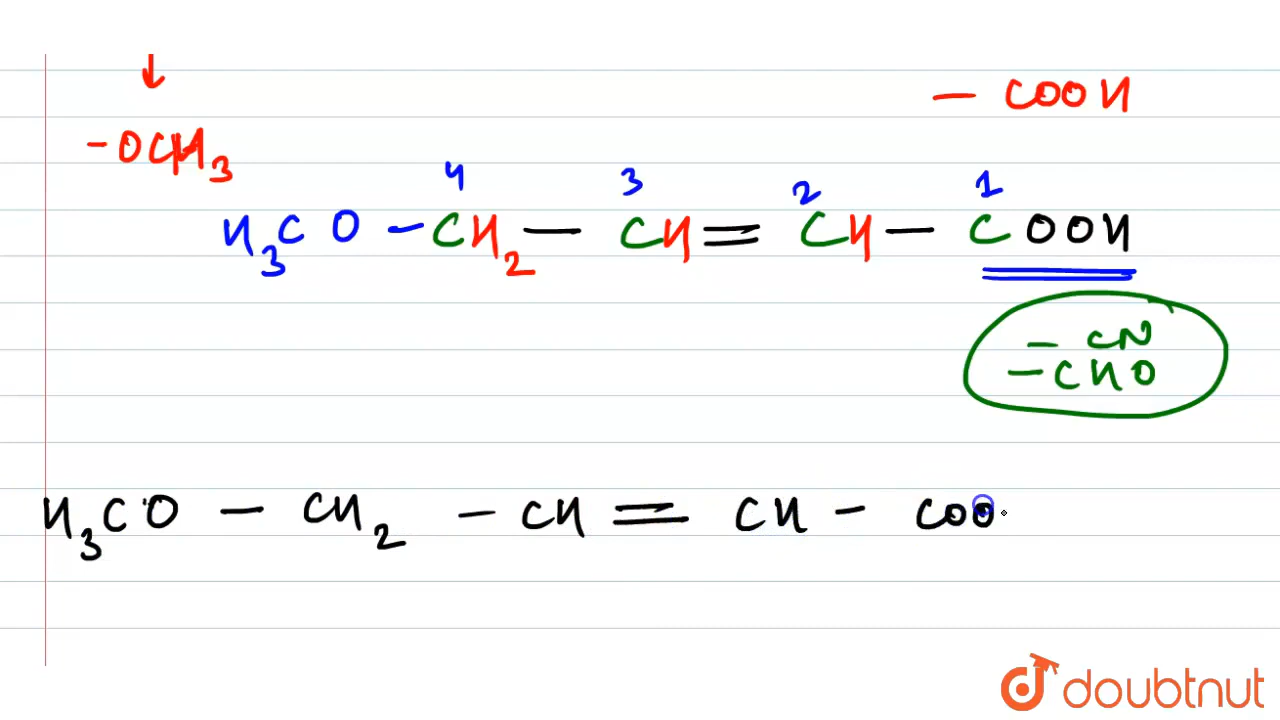 - COOH
-OCH3
4 3 2 1
H3CO - CH2 - CH = CH - COOH
- CN
- CHO
H3CO - CH2 - CH = CH - COO
doubtnut